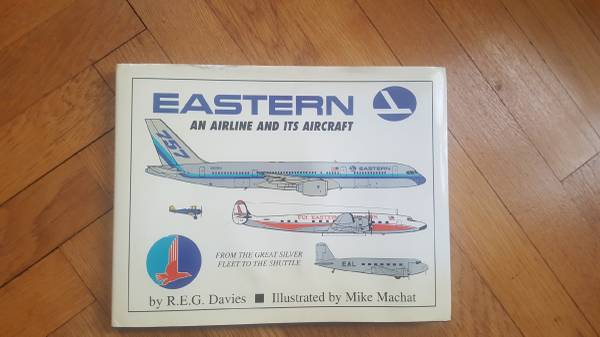 EASTERN
AN AIRLINE AND ITS AIRCRAFT
757
EASTERN
FLY EASTERN
FROM THE GREAT SILVER
FLEET TO THE SHUTTLE
EAL
by R.E.G. Davies ■ Illustrated by Mike Machat